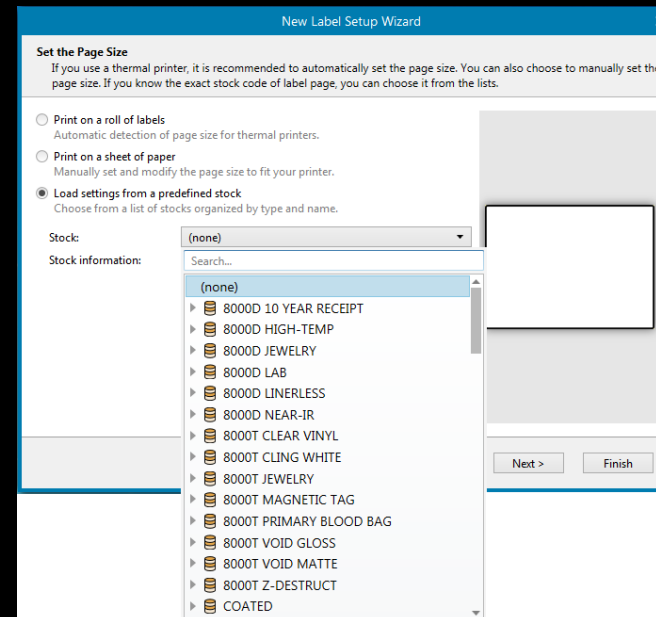 New Label Setup Wizard
Set the Page Size
If you use a thermal printer, it is recommended to automatically set the page size. You can also choose to manually set the
page size. If you know the exact stock code of label page, you can choose it from the lists.
Print on a roll of labels
Automatic detection of page size for thermal printers.
Print on a sheet of paper
Manually set and modify the page size to fit your printer.
Load settings from a predefined stock
Choose from a list of stocks organized by type and name.
Stock: (none)
Stock information: Search...
(none)
8000D 10 YEAR RECEIPT
8000D HIGH-TEMP
8000D JEWELRY
8000D LAB
8000D LINERLESS
8000D NEAR-IR
8000T CLEAR VINYL
8000T CLING WHITE
Next > Finish
8000T JEWELRY
8000T MAGNETIC TAG
8000T PRIMARY BLOOD BAG
8000T VOID GLOSS
8000T VOID MATTE
8000T Z-DESTRUCT
COATED